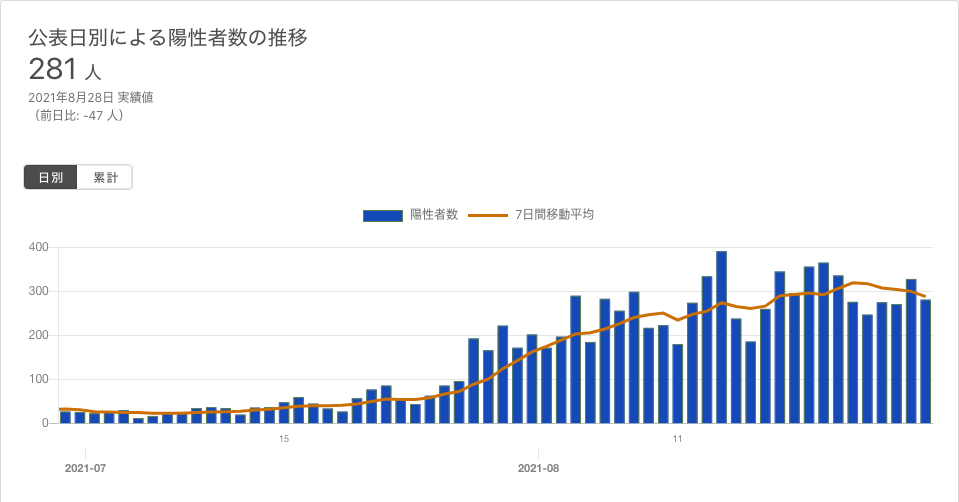 公表日別による陽性者数の推移
281 人
2021年8月28日 実績値
（前日比: -47 人）
日別 累計
陽性者数 7日間移動平均
400
300
200
100
0
15 11
2021-07 2021-08